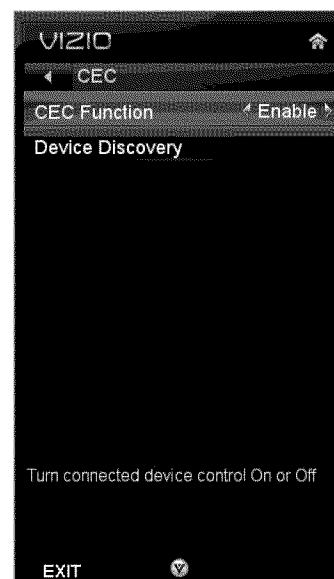 VIZIO
CEC
CEC Function Enable
Device Discovery
Turn connected device control On or Off
EXIT